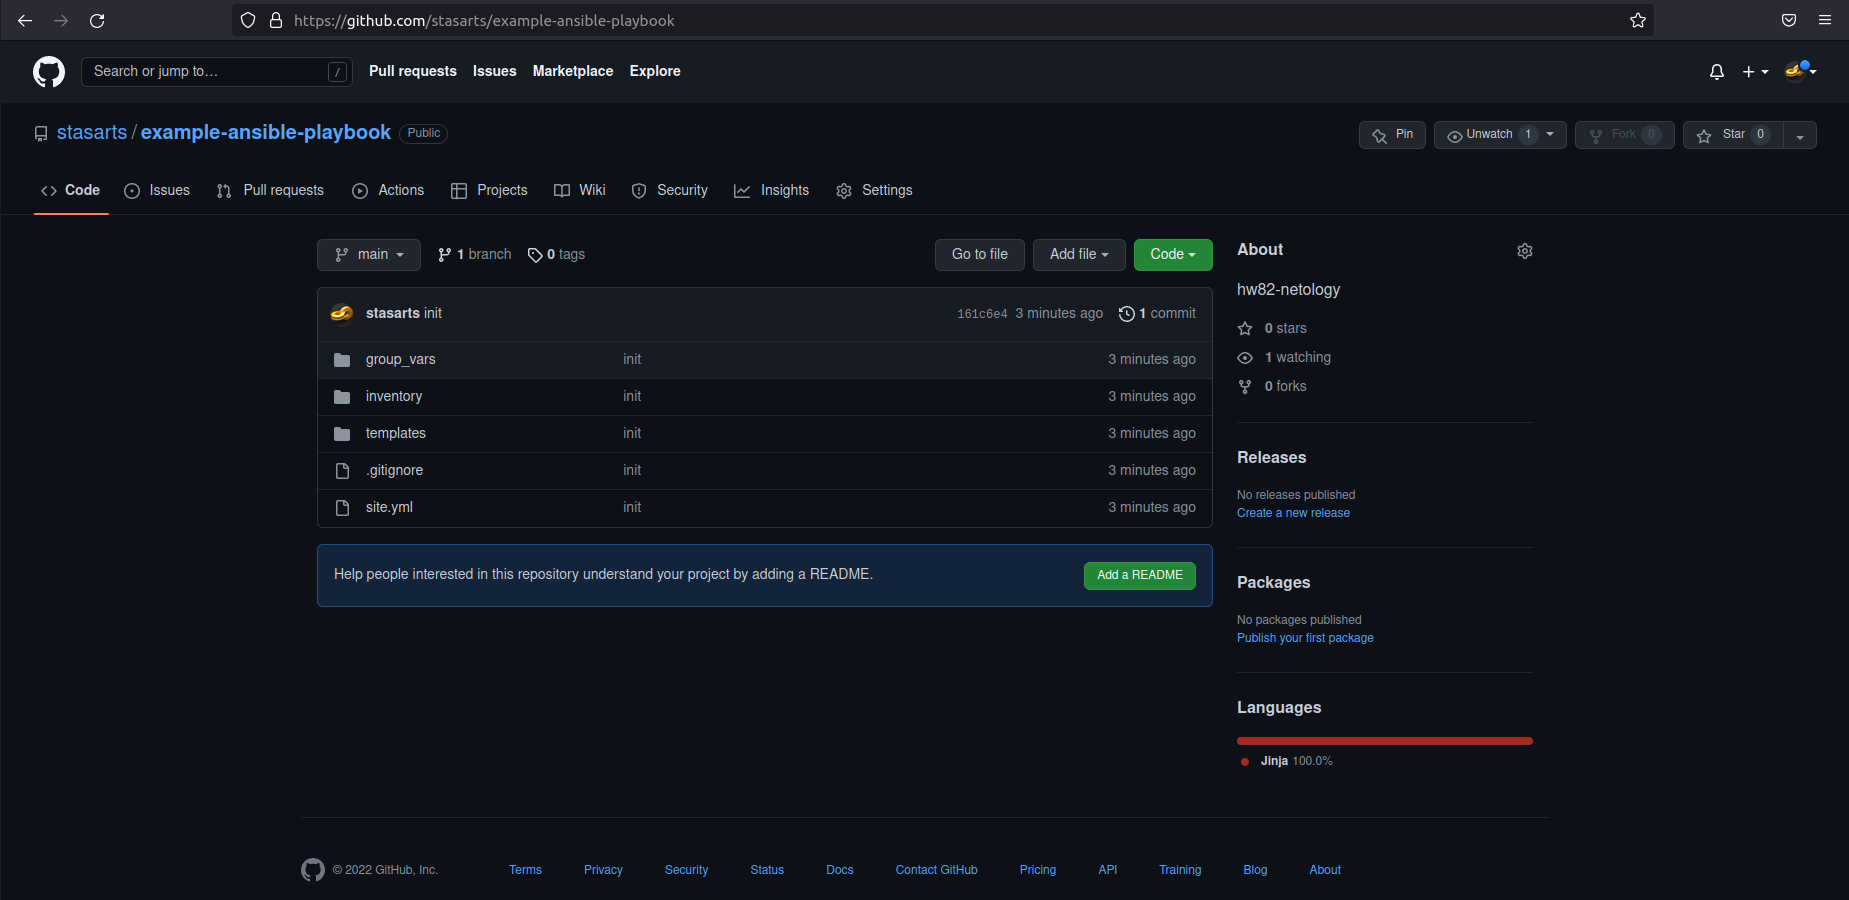 https://github.com/stasarts/example-ansible-playbook
Search or jump to… /
Pull requests Issues Marketplace Explore
stasarts / example-ansible-playbook Public
Pin Unwatch 1 Fork 0 Star 0
Code Issues Pull requests Actions Projects Wiki Security Insights Settings
main 1 branch 0 tags Go to file Add file Code
stasarts init 161c6e4 3 minutes ago 1 commit
group_vars init 3 minutes ago
inventory init 3 minutes ago
templates init 3 minutes ago
.gitignore init 3 minutes ago
site.yml init 3 minutes ago
Help people interested in this repository understand your project by adding a README. Add a README
About
hw82-netology
0 stars
1 watching
0 forks
Releases
No releases published
Create a new release
Packages
No packages published
Publish your first package
Languages
Jinja 100.0%
© 2022 GitHub, Inc. Terms Privacy Security Status Docs Contact GitHub Pricing API Training Blog About